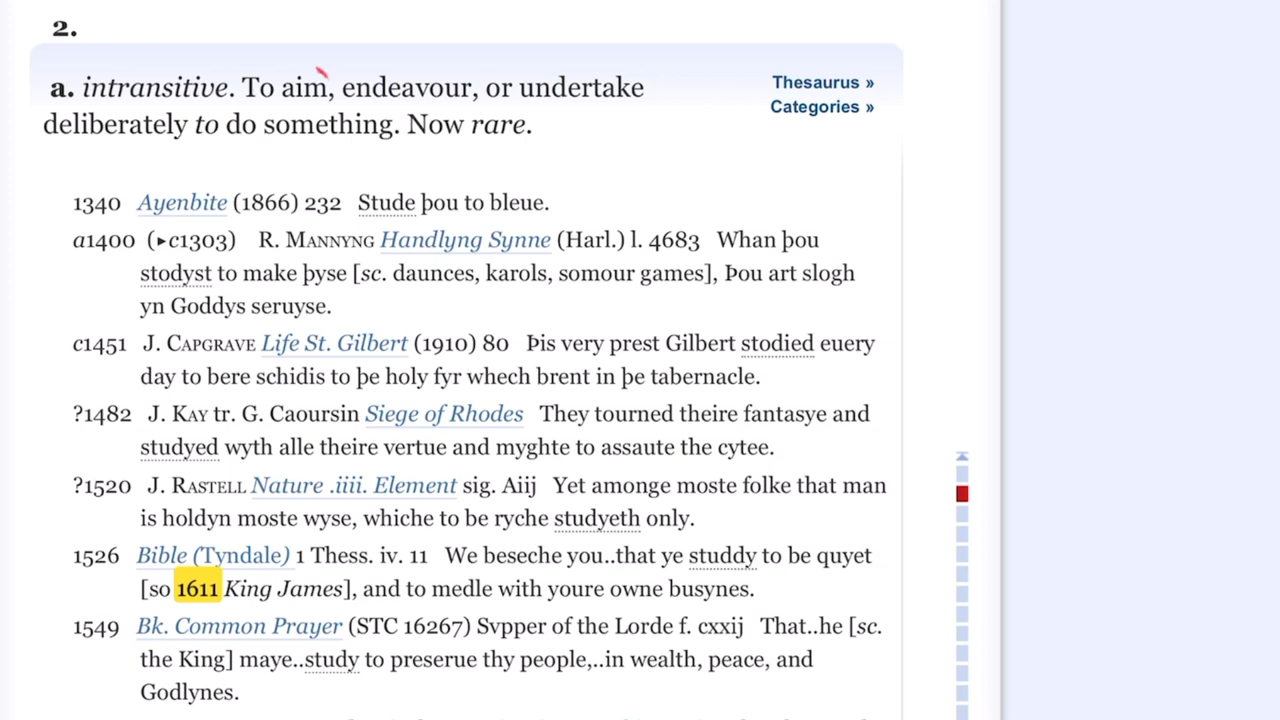 2.
a. intransitive. To aim, endeavour, or undertake
deliberately to do something. Now rare.
Thesaurus »
Categories »
1340 Ayenbite (1866) 232 Stude þou to bleue.
a1400 (▸c1303) R. MANNYNG Handlyng Synne (Harl.) l. 4683 Whan þou
stodyst to make þyse [sc. daunces, karols, somour games], Þou art slogh
yn Goddys seruyse.
c1451 J. CAPGRAVE Life St. Gilbert (1910) 80 Þis very prest Gilbert stodied euery
day to bere schidis to þe holy fyr whech brent in þe tabernacle.
?1482 J. KAY tr. G. Caoursin Siege of Rhodes They tourned theire fantasye and
studyed wyth alle theire vertue and myghte to assaute the cytee.
?1520 J. RASTELL Nature .iiii. Element sig. Aiij Yet amonge moste folke that man
is holdyn moste wyse, whiche to be ryche studyeth only.
1526 Bible (Tyndale) 1 Thess. iv. 11 We beseche you..that ye studdy to be quyet
[so 1611 King James], and to medle with youre owne busynes.
1549 Bk. Common Prayer (STC 16267) Svpper of the Lorde f. cxxij That..he [sc.
the King] maye..study to preserue thy people,..in wealth, peace, and
Godlynes.